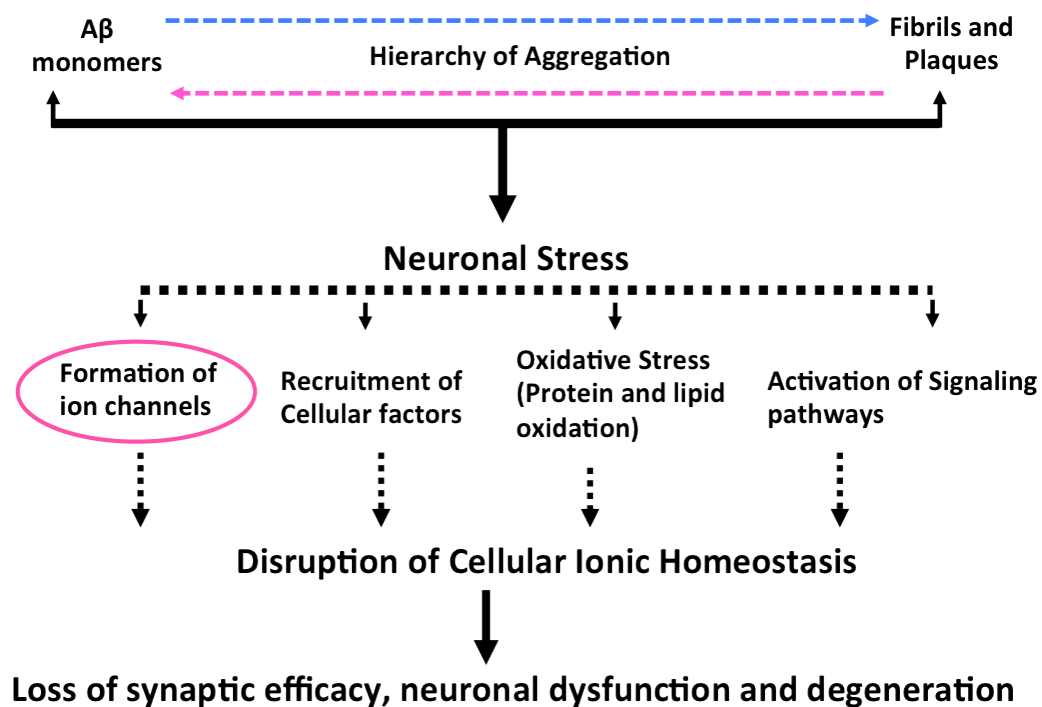 Aβ
monomers
Hierarchy of Aggregation
Fibrils and
Plaques
Neuronal Stress
Formation of
ion channels
Recruitment of
Cellular factors
Oxidative Stress
(Protein and lipid
oxidation)
Activation of Signaling
pathways
Disruption of Cellular Ionic Homeostasis
Loss of synaptic efficacy, neuronal dysfunction and degeneration